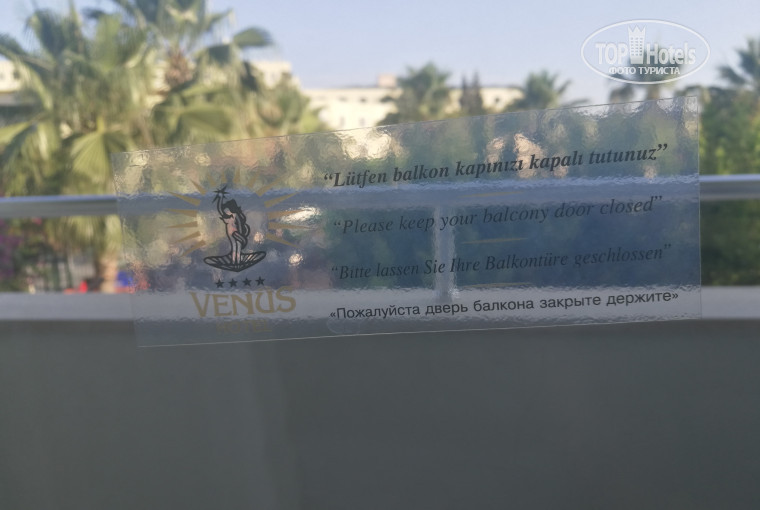 TOP Hotels
ФОТО ТУРИСТА
“Lütfen balkon kapınızı kapalı tutunuz”
“Please keep your balcony door closed”
“Bitte lassen Sie Ihre Balkontüre geschlossen”
«Пожалуйста дверь балкона закрыте держите»
VENUS